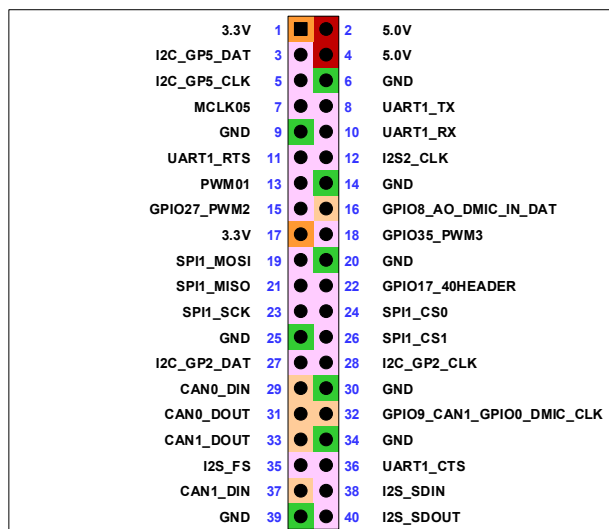 3.3V 1 2 5.0V
I2C_GP5_DAT 3 4 5.0V
I2C_GP5_CLK 5 6 GND
MCLK05 7 8 UART1_TX
GND 9 10 UART1_RX
UART1_RTS 11 12 I2S2_CLK
PWM01 13 14 GND
GPIO27_PWM2 15 16 GPIO8_AO_DMIC_IN_DAT
3.3V 17 18 GPIO35_PWM3
SPI1_MOSI 19 20 GND
SPI1_MISO 21 22 GPIO17_40HEADER
SPI1_SCK 23 24 SPI1_CS0
GND 25 26 SPI1_CS1
I2C_GP2_DAT 27 28 I2C_GP2_CLK
CAN0_DIN 29 30 GND
CAN0_DOUT 31 32 GPIO9_CAN1_GPIO0_DMIC_CLK
CAN1_DOUT 33 34 GND
I2S_FS 35 36 UART1_CTS
CAN1_DIN 37 38 I2S_SDIN
GND 39 40 I2S_SDOUT